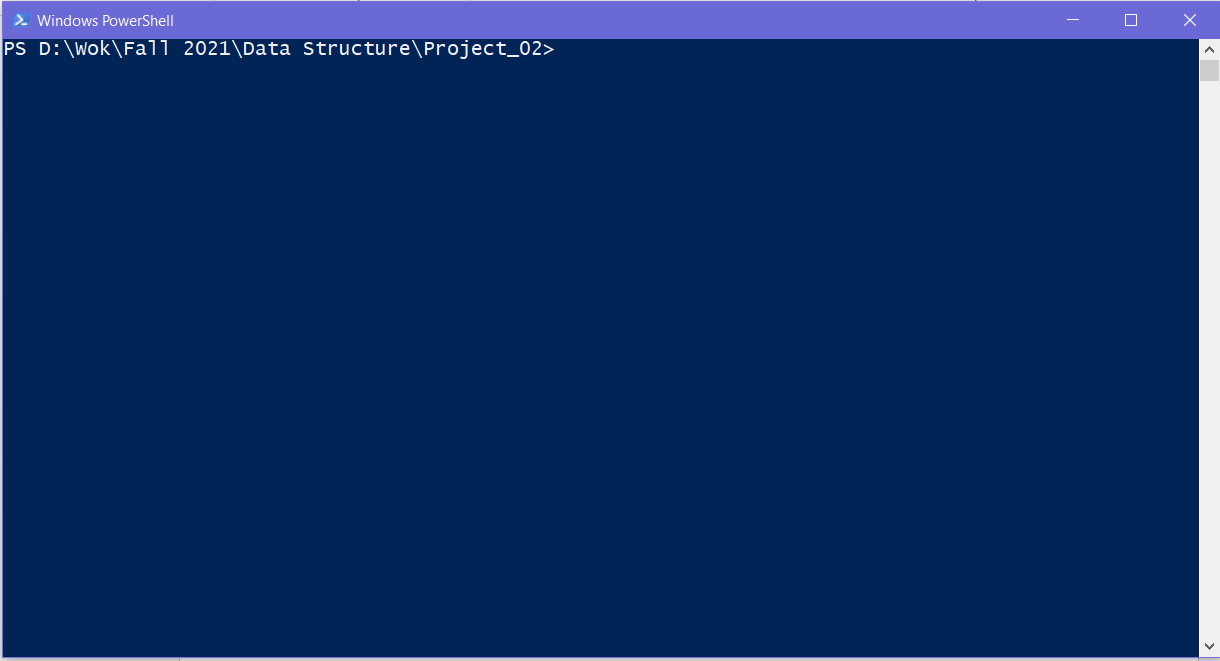 Windows PowerShell
PS D:\Wok\Fall 2021\Data Structure\Project_02>